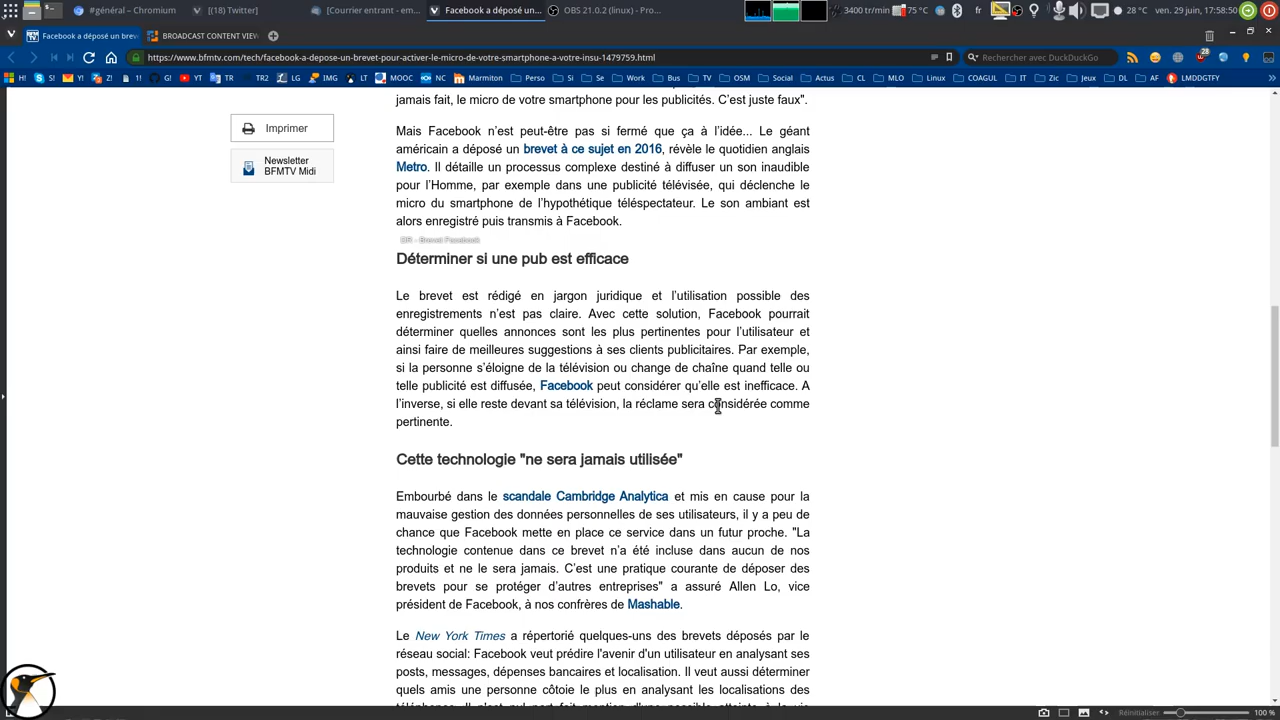 #général – Chromium
[(18) Twitter]
[Courrier entrant - em...
Facebook a déposé un...
OBS 21.0.2 (linux) - Pro...
3400 tr/min
75 °C
fr
28 °C
ven. 29 juin, 17:58:50
Facebook a déposé un brev
BROADCAST CONTENT VIEW
https://www.bfmtv.com/tech/facebook-a-depose-un-brevet-pour-activer-le-micro-de-votre-smartphone-a-votre-insu-1479759.html
Rechercher avec DuckDuckGo
28
H! S! Y! Z! 1! G! YT TR TR2 LG IMG LT MOOC NC Marmiton Perso Si Se Work Bus TV OSM Social Actus CL MLO Linux COAGUL IT Zic Jeux DL AF LMDDGTFY
jamais fait, le micro de votre smartphone pour les publicités. C’est juste faux".
Imprimer
Newsletter
BFMTV Midi
Mais Facebook n’est peut-être pas si fermé que ça à l’idée... Le géant
américain a déposé un brevet à ce sujet en 2016, révèle le quotidien anglais
Metro. Il détaille un processus complexe destiné à diffuser un son inaudible
pour l’Homme, par exemple dans une publicité télévisée, qui déclenche le
micro du smartphone de l’hypothétique téléspectateur. Le son ambiant est
alors enregistré puis transmis à Facebook.
DR - Brevet Facebook
Déterminer si une pub est efficace
Le brevet est rédigé en jargon juridique et l’utilisation possible des
enregistrements n’est pas claire. Avec cette solution, Facebook pourrait
déterminer quelles annonces sont les plus pertinentes pour l’utilisateur et
ainsi faire de meilleures suggestions à ses clients publicitaires. Par exemple,
si la personne s’éloigne de la télévision ou change de chaîne quand telle ou
telle publicité est diffusée, Facebook peut considérer qu’elle est inefficace. A
l’inverse, si elle reste devant sa télévision, la réclame sera considérée comme
pertinente.
Cette technologie "ne sera jamais utilisée"
Embourbé dans le scandale Cambridge Analytica et mis en cause pour la
mauvaise gestion des données personnelles de ses utilisateurs, il y a peu de
chance que Facebook mette en place ce service dans un futur proche. "La
technologie contenue dans ce brevet n’a été incluse dans aucun de nos
produits et ne le sera jamais. C’est une pratique courante de déposer des
brevets pour se protéger d’autres entreprises" a assuré Allen Lo, vice
président de Facebook, à nos confrères de Mashable.
Le New York Times a répertorié quelques-uns des brevets déposés par le
réseau social: Facebook veut prédire l'avenir d'un utilisateur en analysant ses
posts, messages, dépenses bancaires et localisation. Il veut aussi déterminer
quels amis une personne côtoie le plus en analysant les localisations des
Réinitialiser
100 %